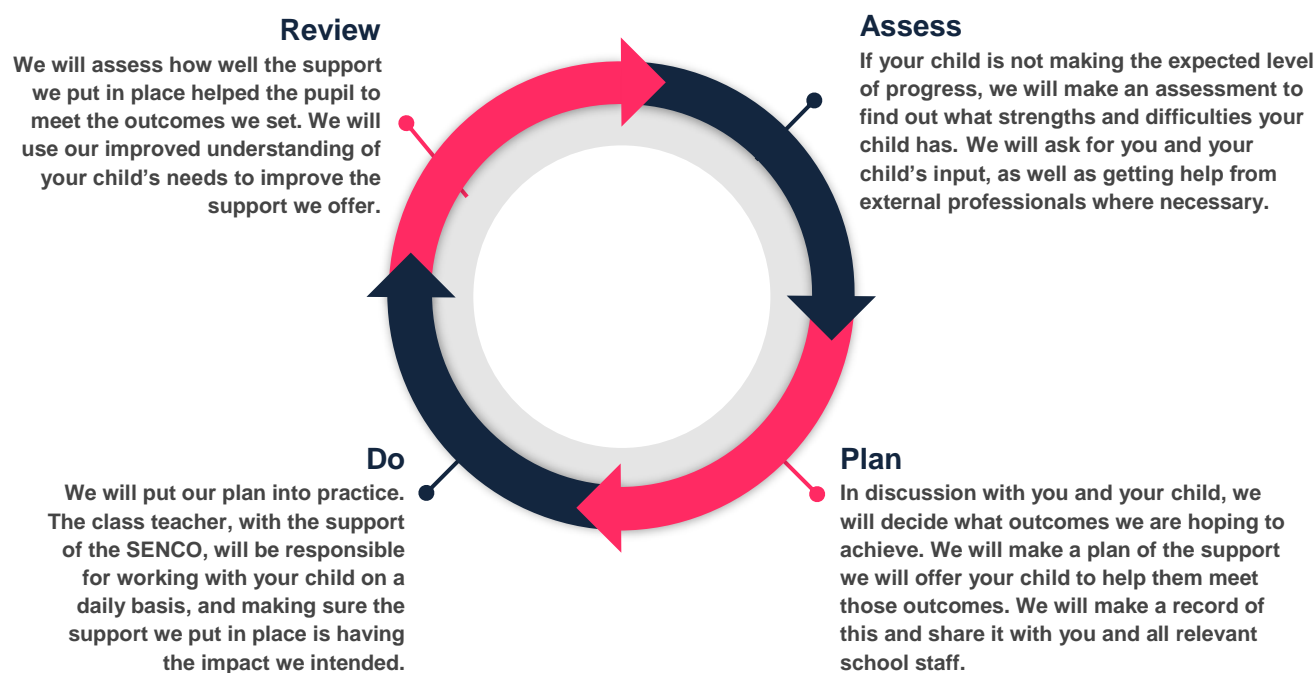 Review
We will assess how well the support
we put in place helped the pupil to
meet the outcomes we set. We will
use our improved understanding of
your child’s needs to improve the
support we offer.
Assess
If your child is not making the expected level
of progress, we will make an assessment to
find out what strengths and difficulties your
child has. We will ask for you and your
child’s input, as well as getting help from
external professionals where necessary.
Do
We will put our plan into practice.
The class teacher, with the support
of the SENCO, will be responsible
for working with your child on a
daily basis, and making sure the
support we put in place is having
the impact we intended.
Plan
In discussion with you and your child, we
will decide what outcomes we are hoping to
achieve. We will make a plan of the support
we will offer your child to help them meet
those outcomes. We will make a record of
this and share it with you and all relevant
school staff.